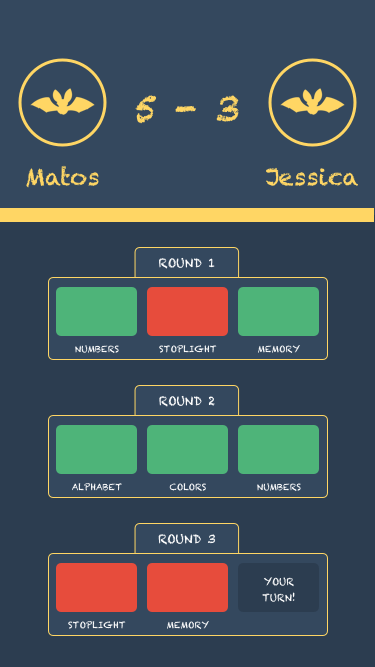 5 - 3
Matos
Jessica
ROUND 1
NUMBERS
STOPLIGHT
MEMORY
ROUND 2
ALPHABET
COLORS
NUMBERS
ROUND 3
YOUR
TURN!
STOPLIGHT
MEMORY